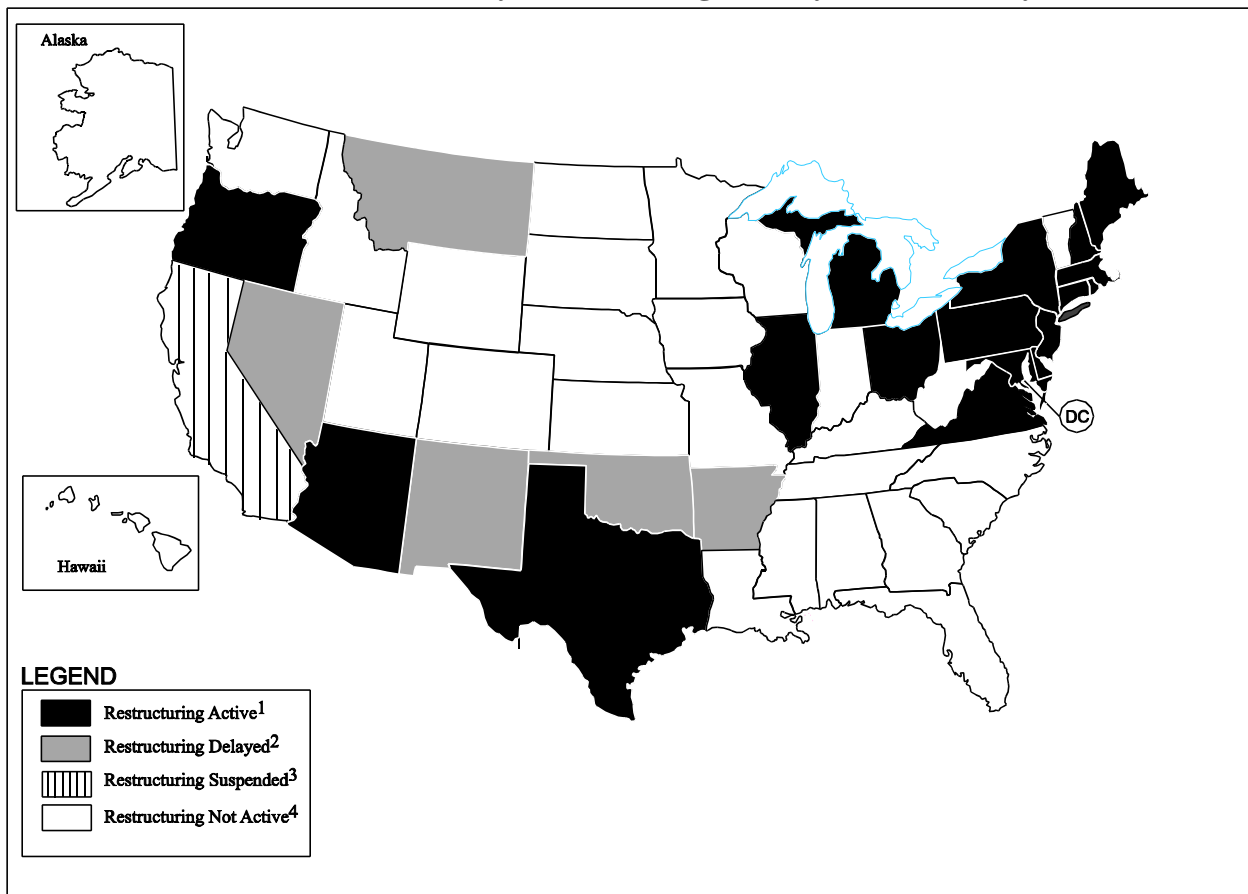 Alaska
DC
Hawaii
LEGEND
Restructuring Active1
Restructuring Delayed2
Restructuring Suspended3
Restructuring Not Active4